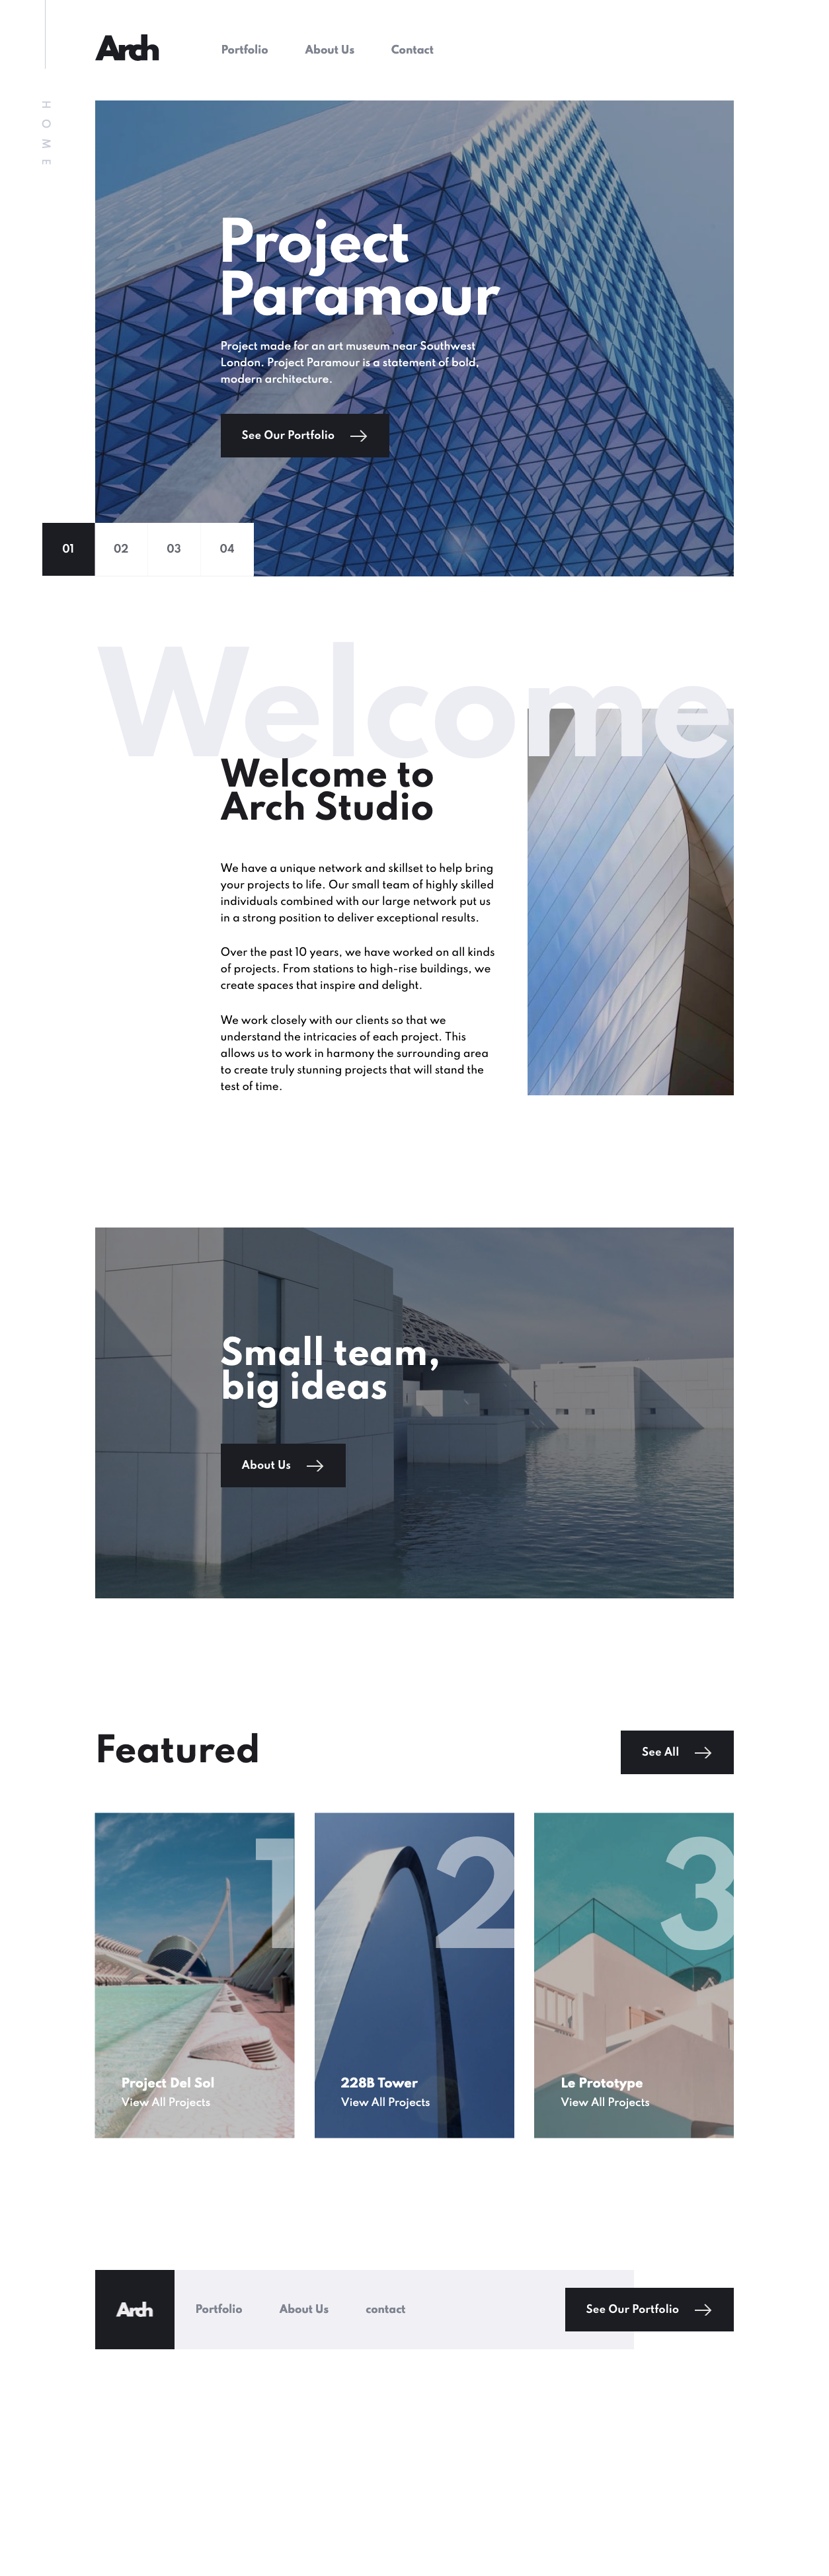 Arch
Portfolio
About Us
Contact
HOME
Project
Paramour
Project made for an art museum near Southwest
London. Project Paramour is a statement of bold,
modern architecture.
See Our Portfolio
01
02
03
04
Welcome
Welcome to
Arch Studio
We have a unique network and skillset to help bring
your projects to life. Our small team of highly skilled
individuals combined with our large network put us
in a strong position to deliver exceptional results.
Over the past 10 years, we have worked on all kinds
of projects. From stations to high-rise buildings, we
create spaces that inspire and delight.
We work closely with our clients so that we
understand the intricacies of each project. This
allows us to work in harmony the surrounding area
to create truly stunning projects that will stand the
test of time.
Small team,
big ideas
About Us
Featured
See All
1
Project Del Sol
View All Projects
2
228B Tower
View All Projects
3
Le Prototype
View All Projects
Arch
Portfolio
About Us
contact
See Our Portfolio